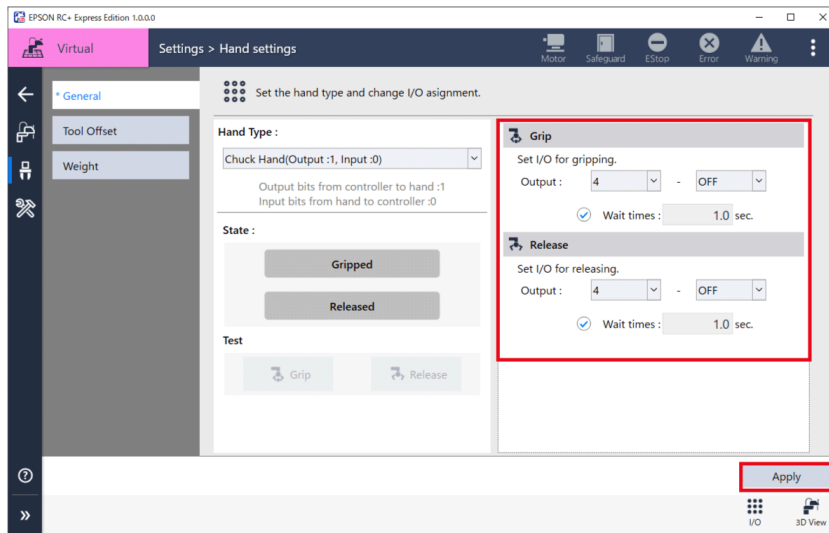 EPSON RC+ Express Edition 1.0.0.0
Virtual
Settings > Hand settings
Motor
Safeguard
EStop
Error
Warning
* General
Tool Offset
Weight
Set the hand type and change I/O asignment.
Hand Type :
Chuck Hand(Output :1, Input :0)
Output bits from controller to hand :1
Input bits from hand to controller :0
State :
Gripped
Released
Test
Grip
Release
Grip
Set I/O for gripping.
Output : 4 - OFF
Wait times : 1.0 sec.
Release
Set I/O for releasing.
Output : 4 - OFF
Wait times : 1.0 sec.
Apply
I/O
3D View